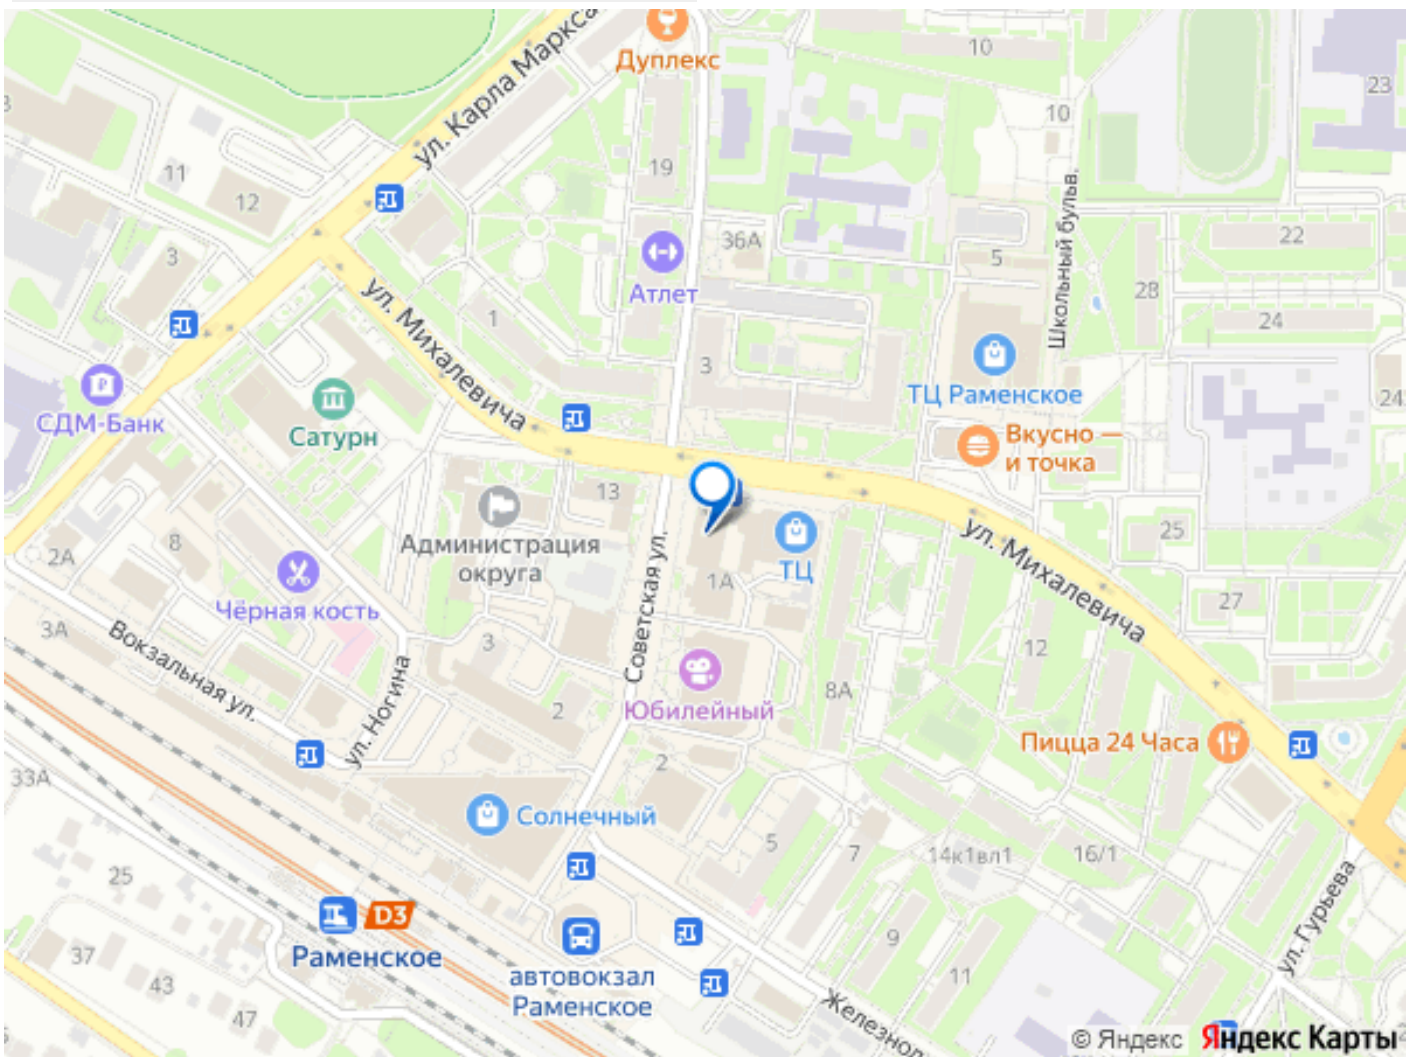 ул. Карла Маркса
Дуплекс
10
23
10
11
19
12
Школьный бульв.
36А
22
3
5
28
Атлет
ул. Михалевича
1
24
3
ТЦ Раменское
СДМ-Банк
Сатурн
24
Вкусно —
и точка
13
Администрация
округа
ул. Михалевича
25
2А
8
ТЦ
1А
Чёрная кость
27
3А
Вокзальная ул.
ул. Ногина
3
Советская ул.
12
Юбилейный
8А
2
Пицца 24 Часа
2
33А
Солнечный
5
7
14к1вл1
16/1
25
ул. Гурьева
D3
Раменское
9
37
11
автовокзал
Раменское
43
47
Железнод
© Яндекс Яндекс Карты